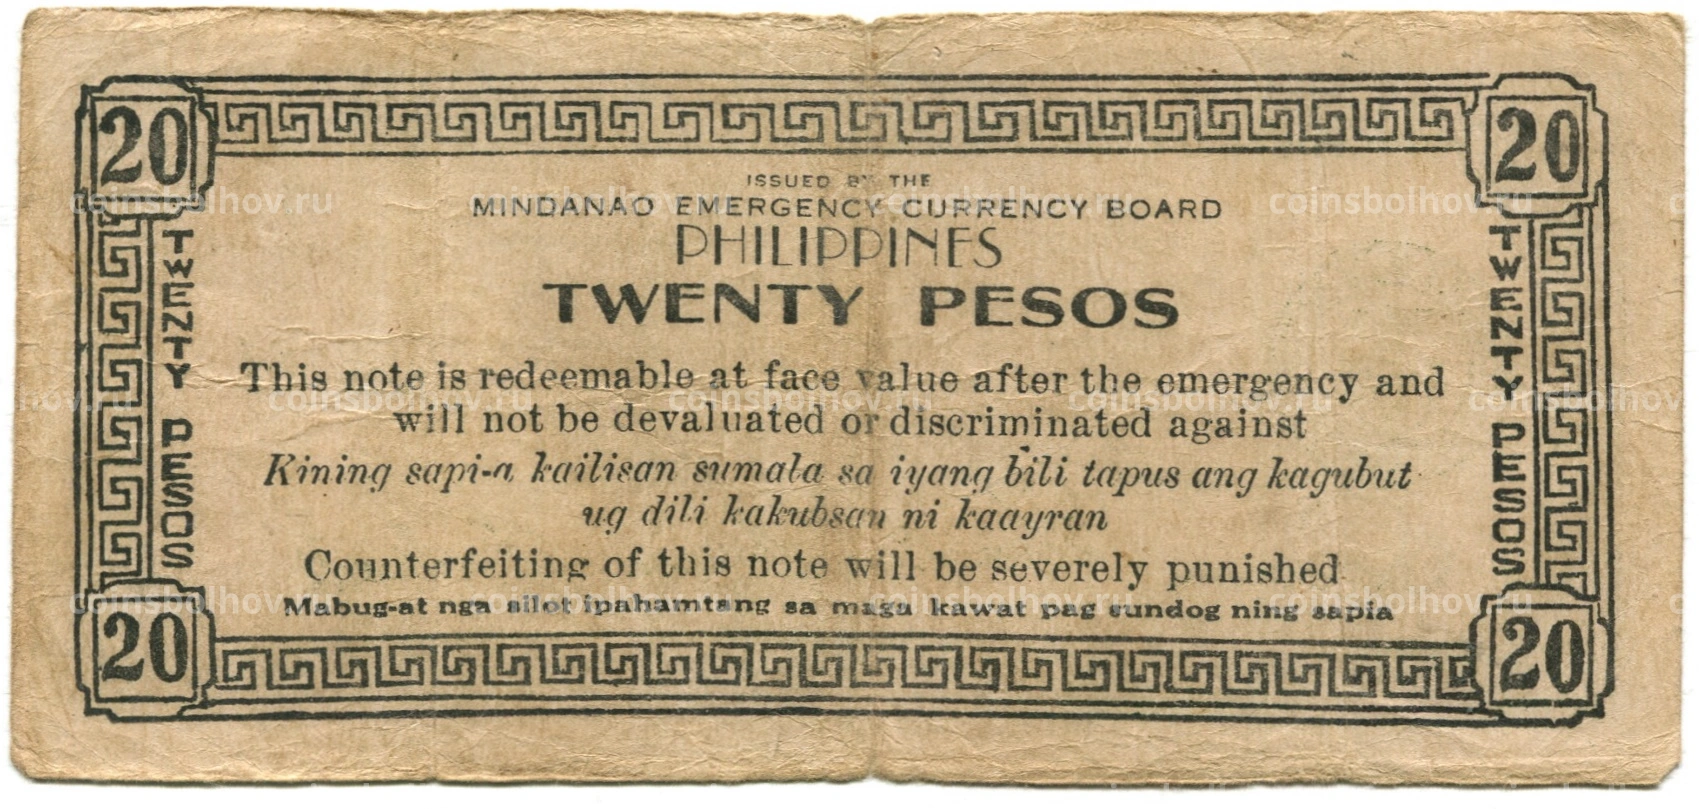 20 20
ISSUED BY THE
MINDANAO EMERGENCY CURRENCY BOARD
PHILIPPINES
TWENTY PESOS
TWENTY PESOS
TWENTY PESOS
This note is redeemable at face value after the emergency and
will not be devaluated or discriminated against
Kining sapi-a kailisan sumala sa iyang bili tapus ang kagubut
ug dili kakubsan ni kaayran
Counterfeiting of this note will be severely punished
Mabug-at nga silot ipahamtang sa maga kawat pag sundog ning sapia
20 20
coinsbolhov.ru